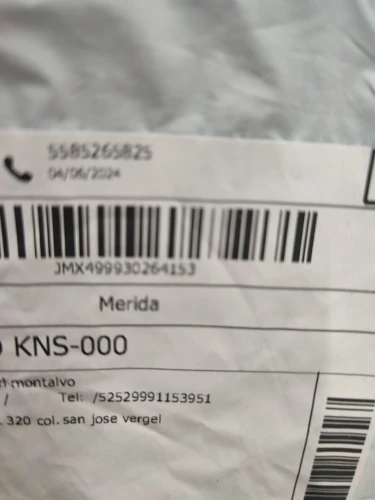 5585265825
04/06/2024
JMX499930264153
Merida
KNS-000
montalvo
/ Tel: /52529991153951
. 320 col. san jose vergel